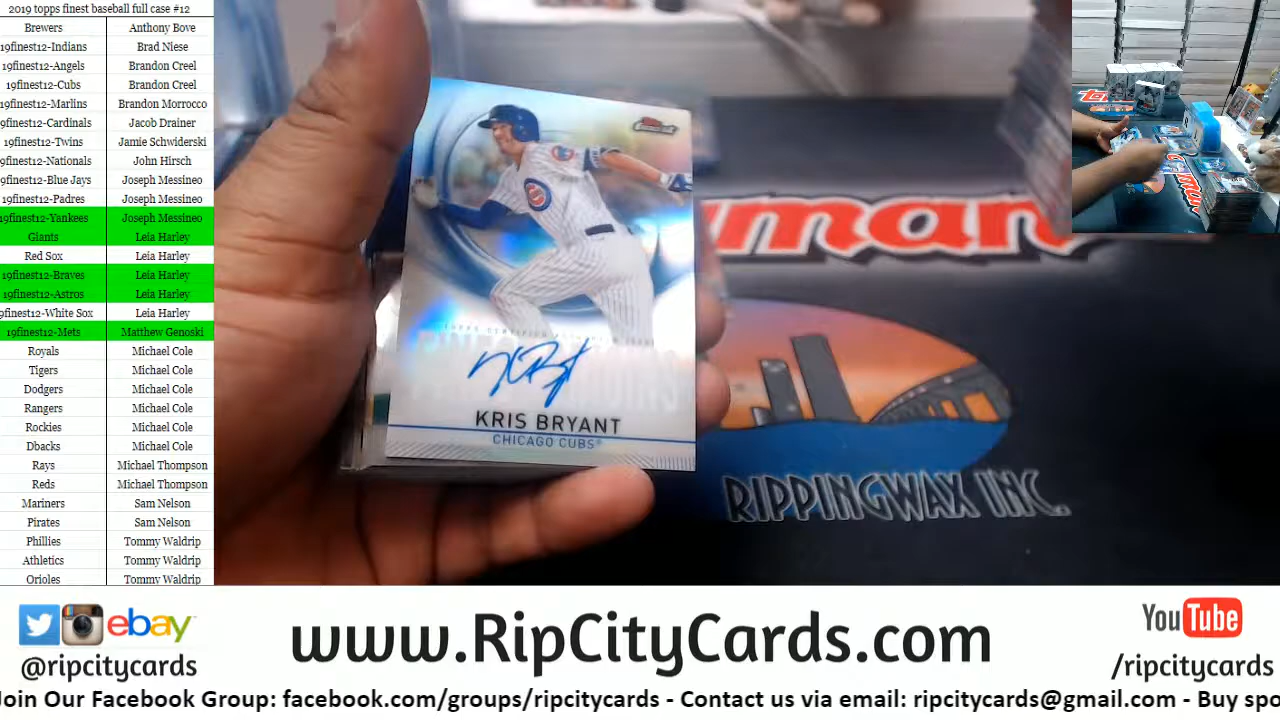 2019 topps finest baseball full case #12
Brewers Anthony Bove
19finest12-Indians Brad Niese
19finest12-Angels Brandon Creel
19finest12-Cubs Brandon Creel
19finest12-Marlins Brandon Morrocco
9finest12-Cardinals Jacob Drainer
19finest12-Twins Jamie Schwiderski
9finest12-Nationals John Hirsch
9finest12-Blue Jays Joseph Messineo
19finest12-Padres Joseph Messineo
19finest12-Yankees Joseph Messineo
Giants Leia Harley
Red Sox Leia Harley
19finest12-Braves Leia Harley
19finest12-Astros Leia Harley
9finest12-White Sox Leia Harley
19finest12-Mets Matthew Genoski
Royals Michael Cole
Tigers Michael Cole
Dodgers Michael Cole
Rangers Michael Cole
Rockies Michael Cole
Dbacks Michael Cole
Rays Michael Thompson
Reds Michael Thompson
Mariners Sam Nelson
Pirates Sam Nelson
Phillies Tommy Waldrip
Athletics Tommy Waldrip
Orioles Tommy Waldrip
KRIS BRYANT
CHICAGO CUBS®
man
RIPPINGWAX INC.
ebay
@ripcitycards
www.RipCityCards.com
YouTube
/ripcitycards
Join Our Facebook Group: facebook.com/groups/ripcitycards - Contact us via email: ripcitycards@gmail.com - Buy spo